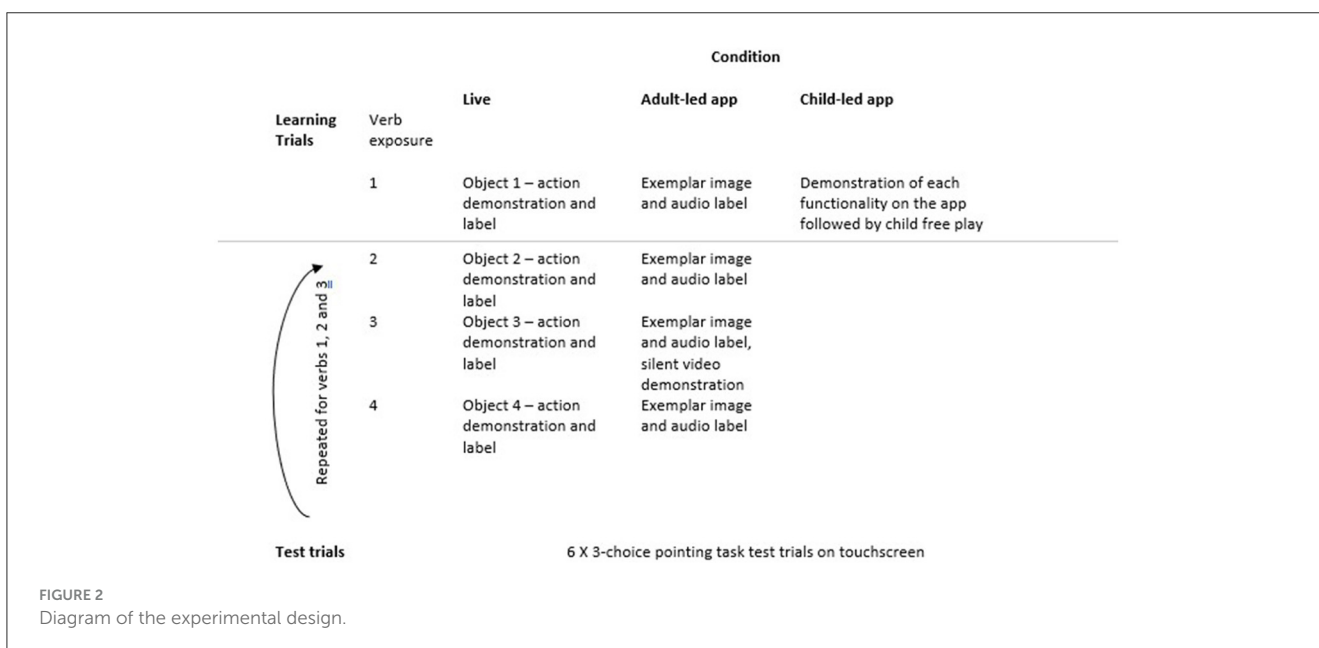 Condition
Live Adult-led app Child-led app
Learning Verb
Trials exposure
1 Object 1 – action Exemplar image Demonstration of each
demonstration and and audio label functionality on the app
label followed by child free play
2 Object 2 – action Exemplar image
demonstration and and audio label
label
3 Object 3 – action Exemplar image
demonstration and and audio label,
label silent video
demonstration
4 Object 4 – action Exemplar image
demonstration and and audio label
label
Repeated for verbs 1, 2 and 3
Test trials 6 X 3-choice pointing task test trials on touchscreen
FIGURE 2
Diagram of the experimental design.